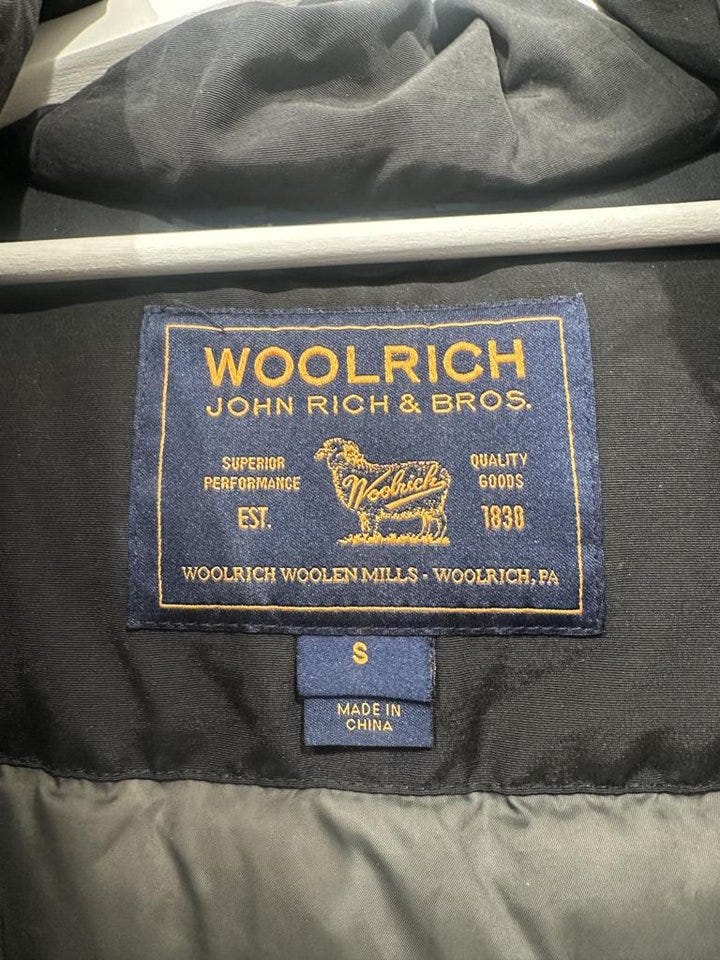 WOOLRICH
JOHN RICH & BROS.
SUPERIOR
PERFORMANCE
EST.
Woolrich
QUALITY
GOODS
1830
WOOLRICH WOOLEN MILLS - WOOLRICH, PA
S
MADE IN
CHINA